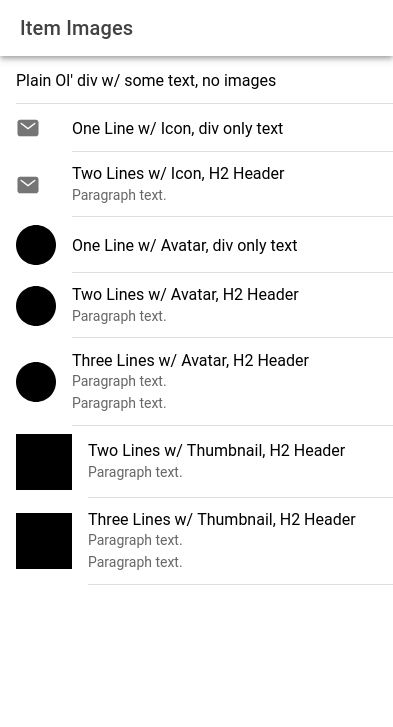 Item Images
Plain Ol' div w/ some text, no images
One Line w/ Icon, div only text
Two Lines w/ Icon, H2 Header
Paragraph text.
One Line w/ Avatar, div only text
Two Lines w/ Avatar, H2 Header
Paragraph text.
Three Lines w/ Avatar, H2 Header
Paragraph text.
Paragraph text.
Two Lines w/ Thumbnail, H2 Header
Paragraph text.
Three Lines w/ Thumbnail, H2 Header
Paragraph text.
Paragraph text.